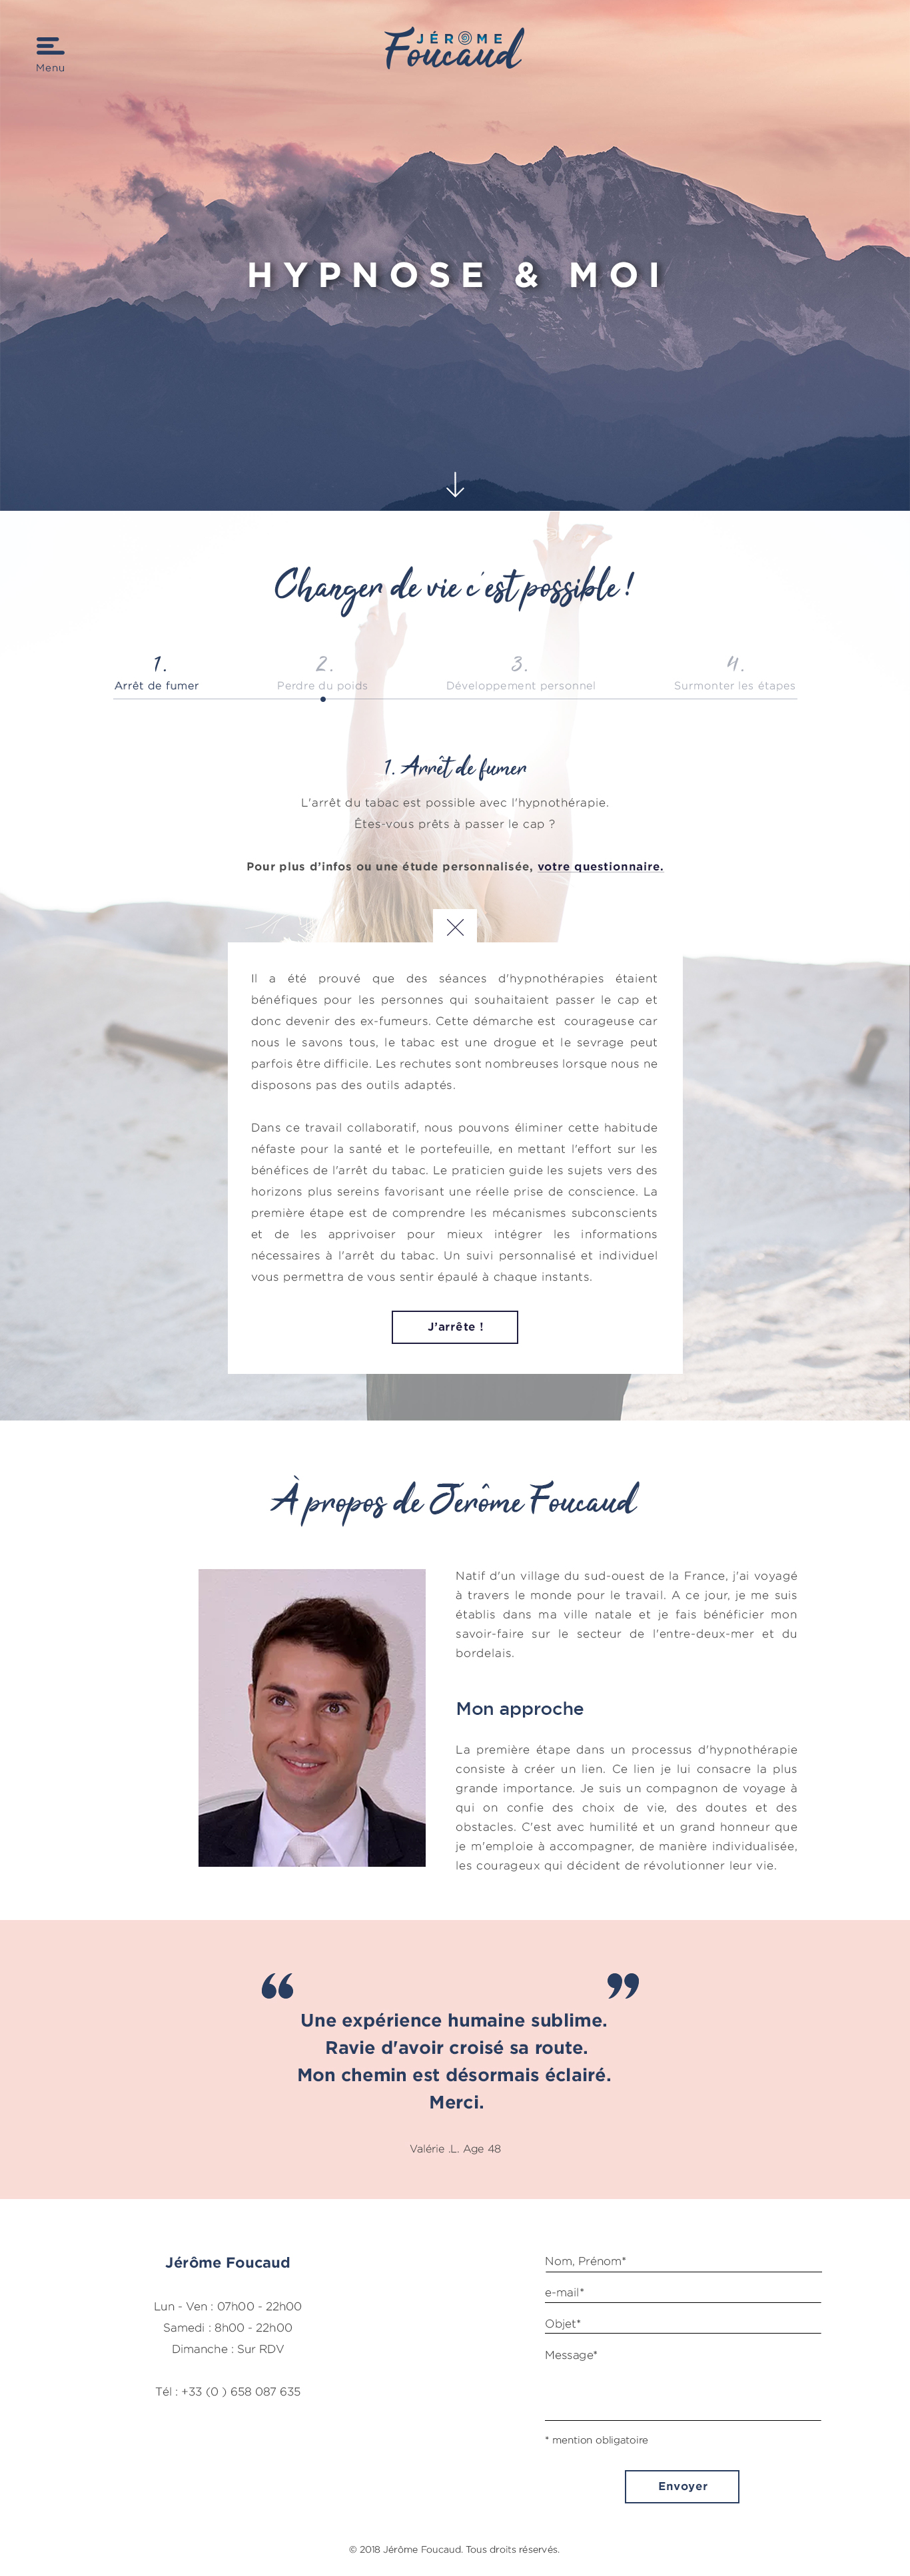 Menu
JÉRÔME
Foucaud
HYPNOSE & MOI
Changer de vie c'est possible !
1.
Arrêt de fumer
2.
Perdre du poids
3.
Développement personnel
4.
Surmonter les étapes
1. Arrêt de fumer
L'arrêt du tabac est possible avec l'hypnothérapie.
Êtes-vous prêts à passer le cap ?
Pour plus d'infos ou une étude personnalisée, votre questionnaire.
Il a été prouvé que des séances d'hypnothérapies étaient
bénéfiques pour les personnes qui souhaitaient passer le cap et
donc devenir des ex-fumeurs. Cette démarche est courageuse car
nous le savons tous, le tabac est une drogue et le sevrage peut
parfois être difficile. Les rechutes sont nombreuses lorsque nous ne
disposons pas des outils adaptés.
Dans ce travail collaboratif, nous pouvons éliminer cette habitude
néfaste pour la santé et le portefeuille, en mettant l'effort sur les
bénéfices de l'arrêt du tabac. Le praticien guide les sujets vers des
horizons plus sereins favorisant une réelle prise de conscience. La
première étape est de comprendre les mécanismes subconscients
et de les apprivoiser pour mieux intégrer les informations
nécessaires à l'arrêt du tabac. Un suivi personnalisé et individuel
vous permettra de vous sentir épaulé à chaque instants.
J'arrête !
À propos de Jérôme Foucaud
Natif d'un village du sud-ouest de la France, j'ai voyagé
à travers le monde pour le travail. A ce jour, je me suis
établis dans ma ville natale et je fais bénéficier mon
savoir-faire sur le secteur de l'entre-deux-mer et du
bordelais.
Mon approche
La première étape dans un processus d'hypnothérapie
consiste à créer un lien. Ce lien je lui consacre la plus
grande importance. Je suis un compagnon de voyage à
qui on confie des choix de vie, des doutes et des
obstacles. C'est avec humilité et un grand honneur que
je m'emploie à accompagner, de manière individualisée,
les courageux qui décident de révolutionner leur vie.
“ ”
Une expérience humaine sublime.
Ravie d'avoir croisé sa route.
Mon chemin est désormais éclairé.
Merci.
Valérie .L. Age 48
Jérôme Foucaud
Lun - Ven : 07h00 - 22h00
Samedi : 8h00 - 22h00
Dimanche : Sur RDV
Tél : +33 (0 ) 658 087 635
Nom, Prénom*
e-mail*
Objet*
Message*
* mention obligatoire
Envoyer
© 2018 Jérôme Foucaud. Tous droits réservés.